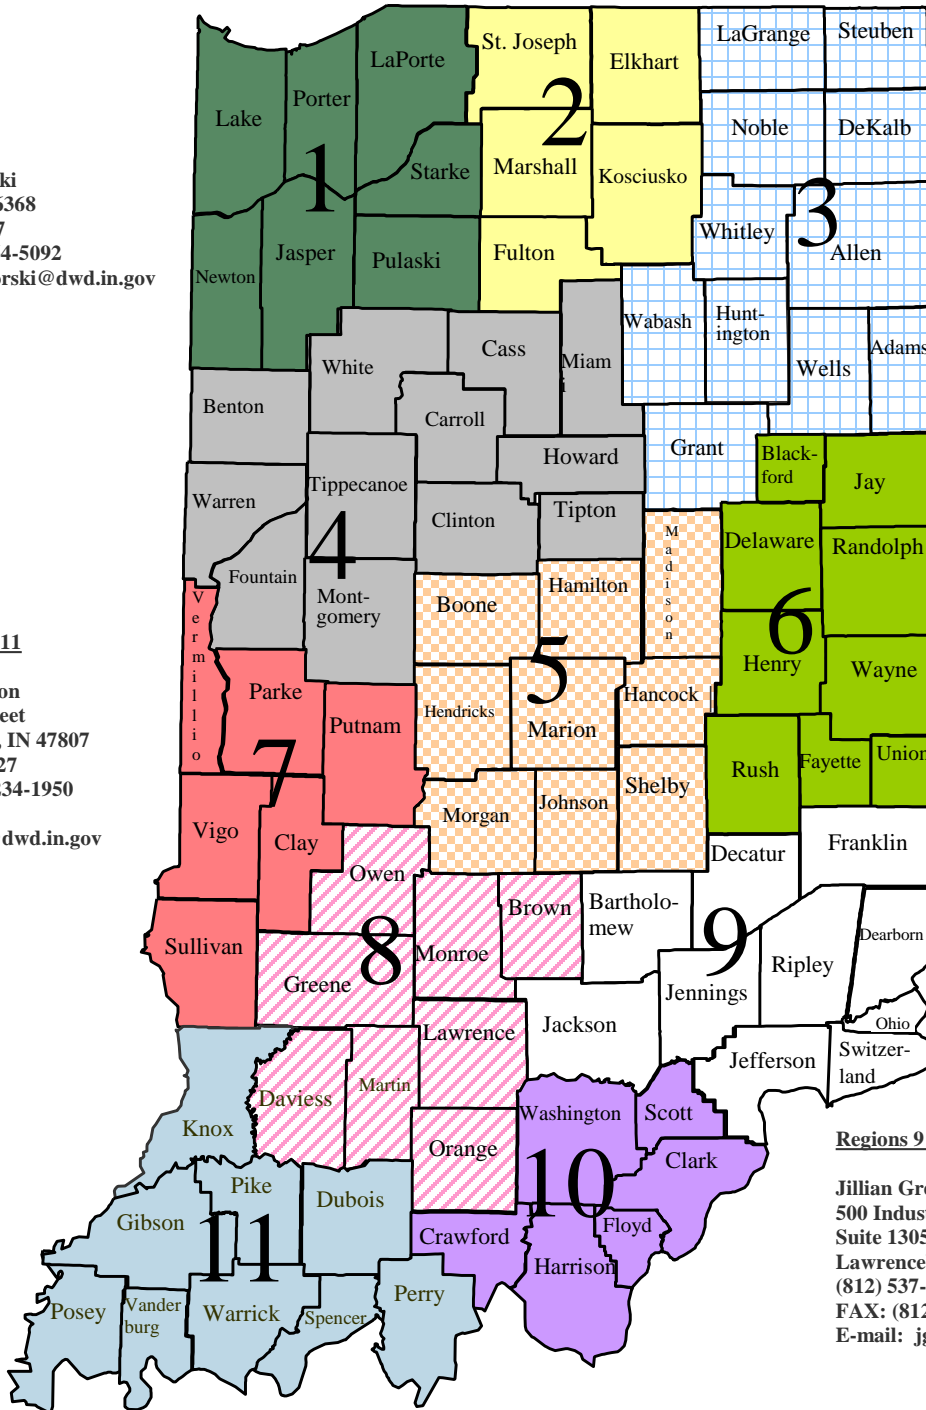 LaGrange
Steuben
St. Joseph
Elkhart
LaPorte
Porter
Lake
2
Noble
DeKalb
Marshall
Starke
Kosciusko
1
3
ki
6368
7
4-5092
rski@dwd.in.gov
Whitley
Allen
Jasper
Pulaski
Fulton
Newton
Wabash
Hunt-
ington
Cass
Miam
i
White
Wells
Adams
Benton
Carroll
Grant
Howard
Black-
ford
Jay
Tippecanoe
Warren
Clinton
Tipton
4
Madison
Delaware
Randolph
Fountain
Mont-
gomery
Boone
Hamilton
6
Vermillio
5
Henry
Wayne
11
on
eet
, IN 47807
27
234-1950
dwd.in.gov
Parke
Putnam
Hendricks
Marion
Hancock
7
Rush
Fayette
Union
Vigo
Clay
Morgan
Johnson
Shelby
Decatur
Franklin
Owen
Brown
Bartholo-
mew
Sullivan
8
Monroe
9
Dearborn
Greene
Ripley
Jennings
Lawrence
Jackson
Ohio
Jefferson
Switzer-
land
Daviess
Martin
Knox
Washington
Scott
Orange
Clark
10
Pike
Dubois
Gibson
11
Crawford
Floyd
Harrison
Posey
Vander
burg
Warrick
Spencer
Perry
Regions 9
Jillian Gre
500 Indust
Suite 1305
Lawrence
(812) 537-
FAX: (812
E-mail: jg